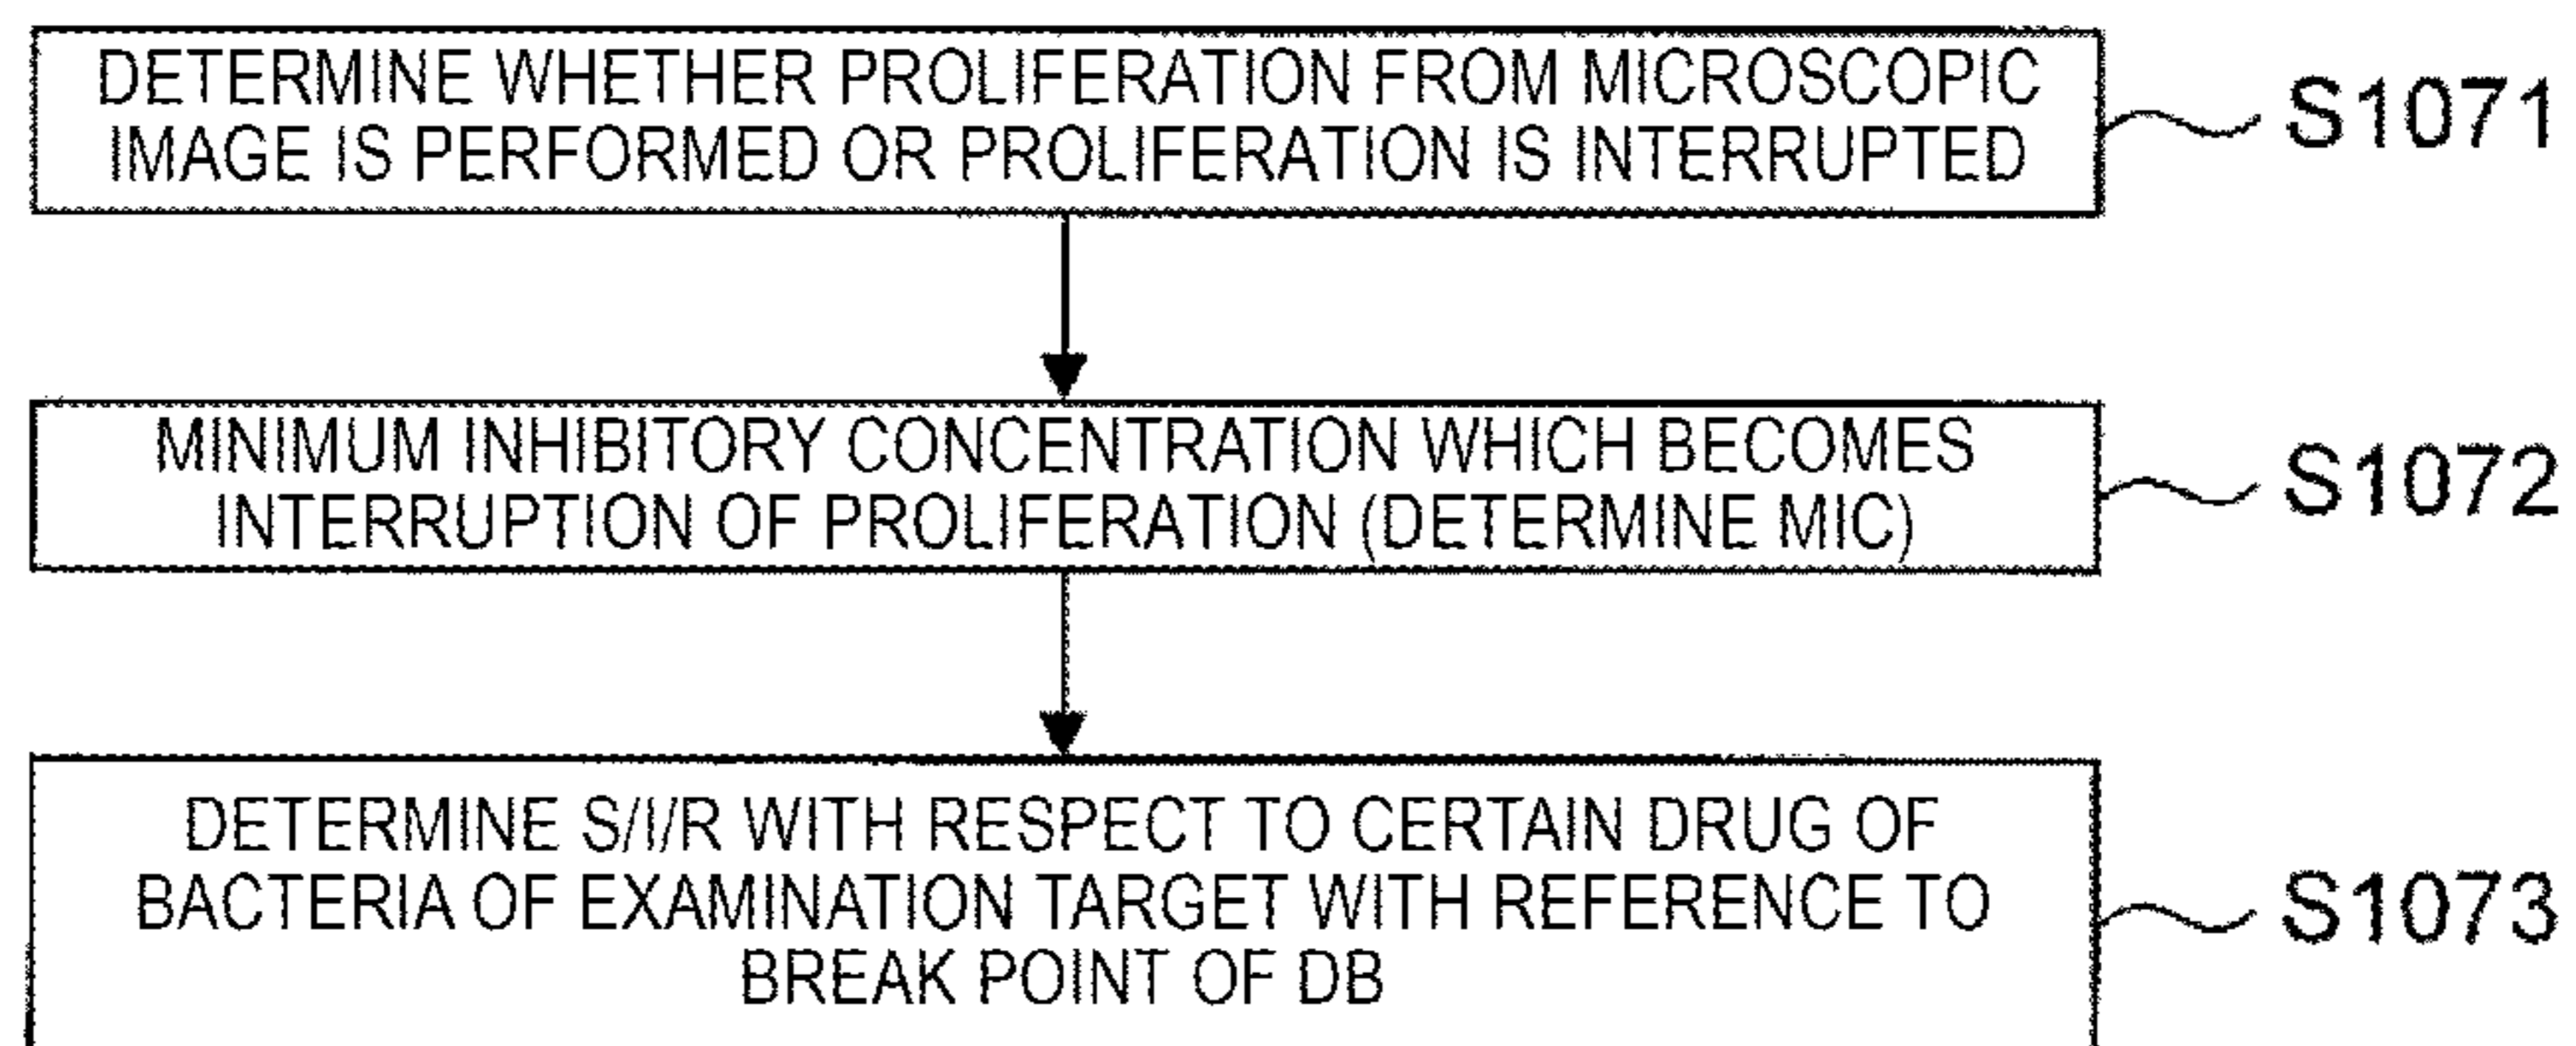 DETERMINE WHETHER PROLIFERATION FROM MICROSCOPIC
IMAGE IS PERFORMED OR PROLIFERATION IS INTERRUPTED
S1071
MINIMUM INHIBITORY CONCENTRATION WHICH BECOMES
INTERRUPTION OF PROLIFERATION (DETERMINE MIC)
S1072
DETERMINE S/I/R WITH RESPECT TO CERTAIN DRUG OF
BACTERIA OF EXAMINATION TARGET WITH REFERENCE TO
BREAK POINT OF DB
S1073